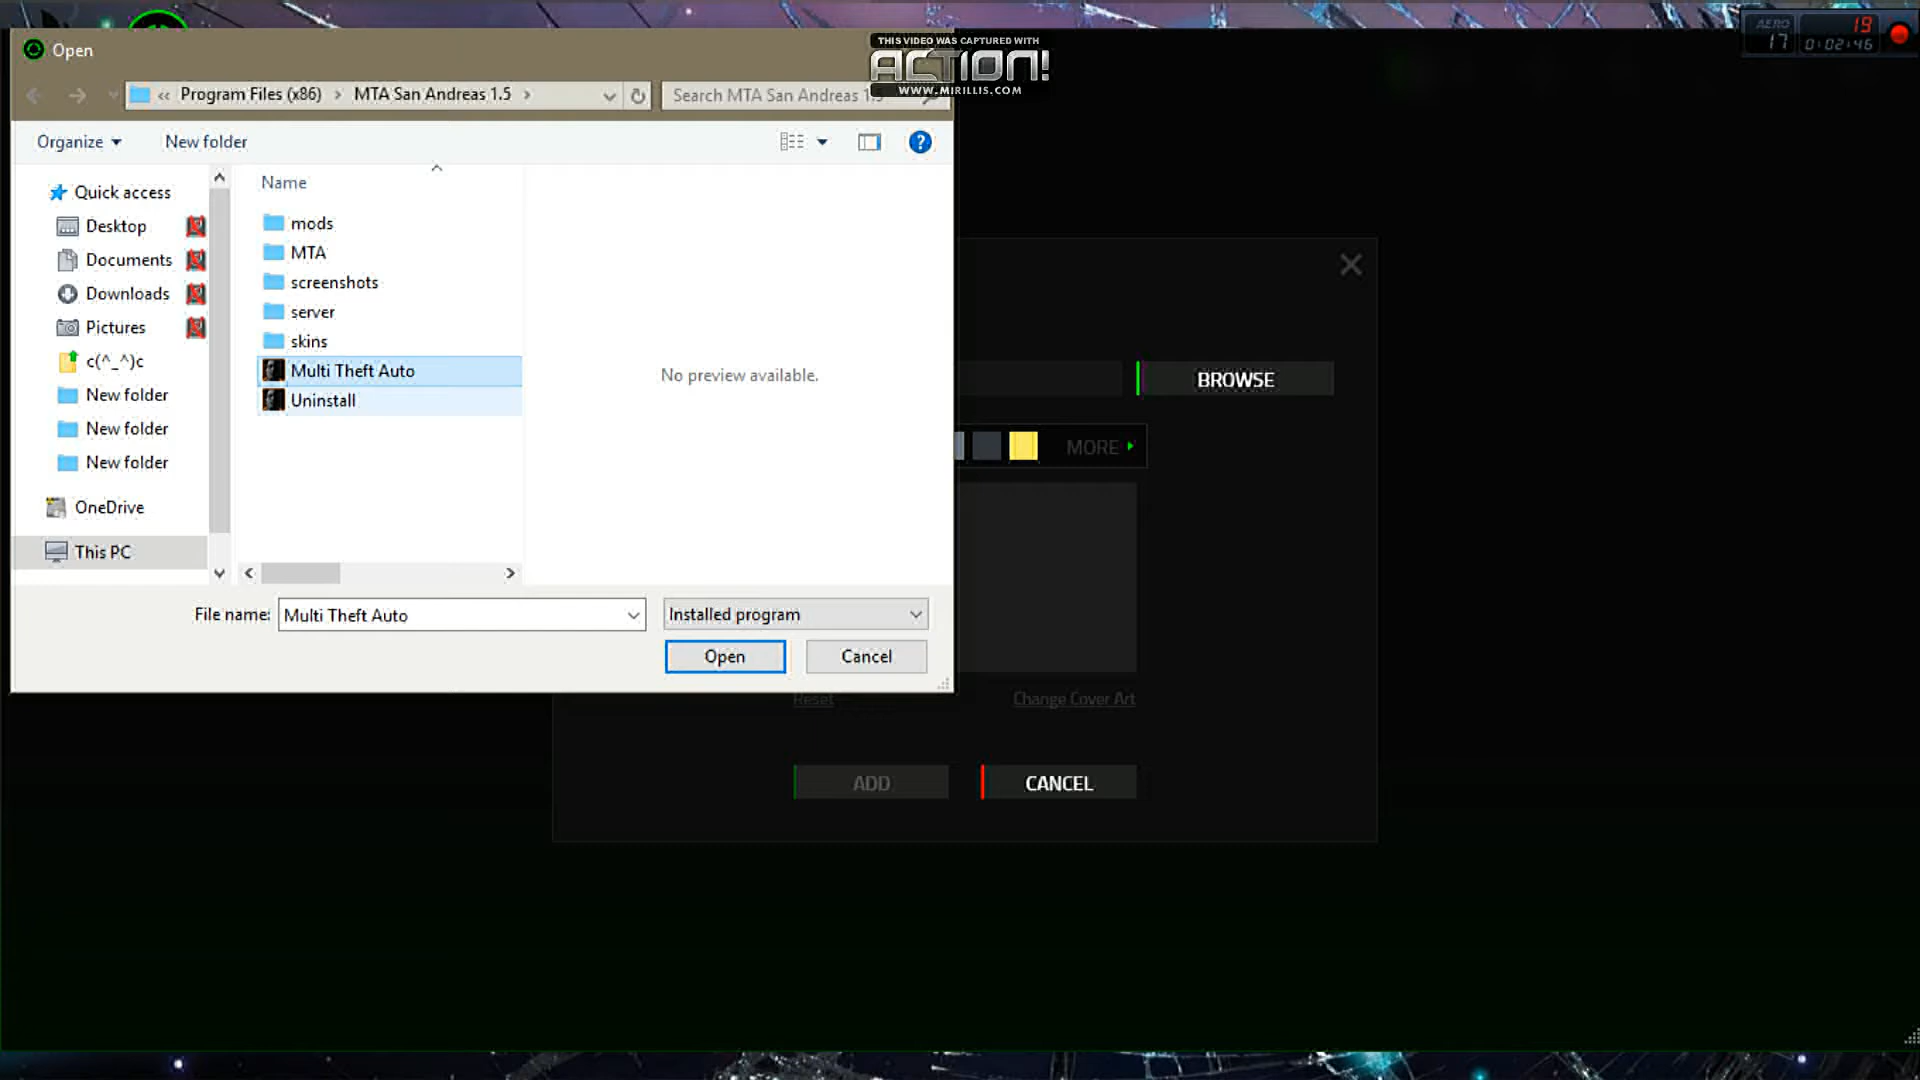 THIS VIDEO WAS CAPTURED WITH
ACTION!
WWW.MIRILLIS.COM
AERO
17
19
0:02:46
Open
« Program Files (x86) › MTA San Andreas 1.5 ›
Search MTA San Andreas 1.5
Organize
New folder
Quick access
Desktop
Documents
Downloads
Pictures
c(^_^)c
New folder
New folder
New folder
OneDrive
This PC
Name
mods
MTA
screenshots
server
skins
Multi Theft Auto
Uninstall
No preview available.
File name: Multi Theft Auto
Installed program
Open
Cancel
BROWSE
MORE
Reset
Change Cover Art
ADD
CANCEL